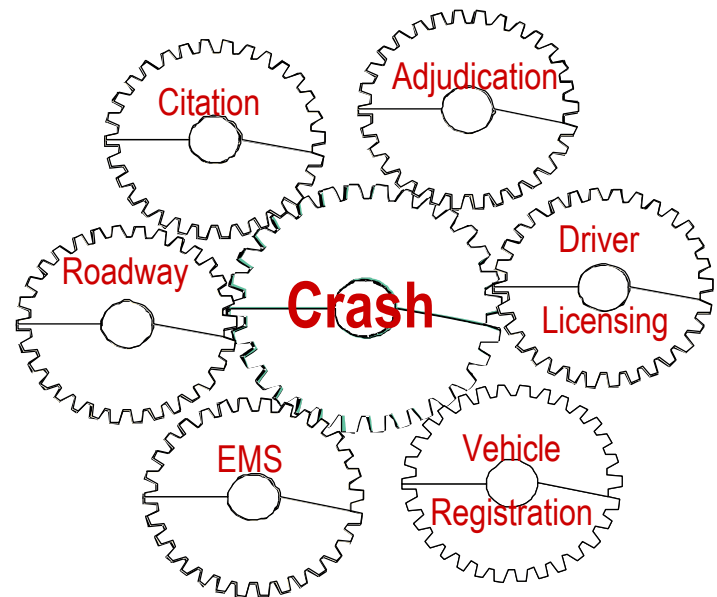 Citation
Adjudication
Roadway
Crash
Driver
Licensing
EMS
Vehicle
Registration